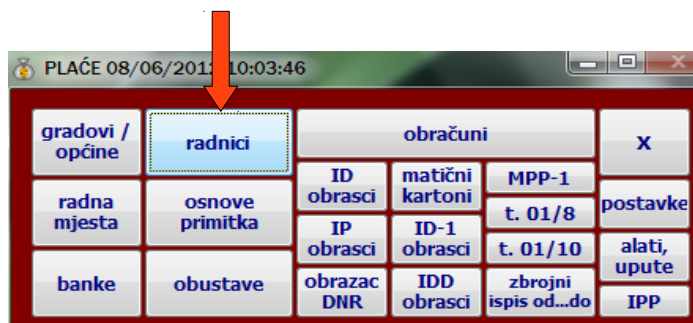 PLAĆE 08/06/2012 10:03:46
gradovi /
općine
radnici
obračuni
x
radna
mjesta
osnove
primitka
ID
obrasci
matični
kartoni
MPP-1
postavke
IP
obrasci
ID-1
obrasci
t. 01/8
t. 01/10
alati,
upute
banke
obustave
obrazac
DNR
IDD
obrasci
zbrojni
ispis od...do
IPP